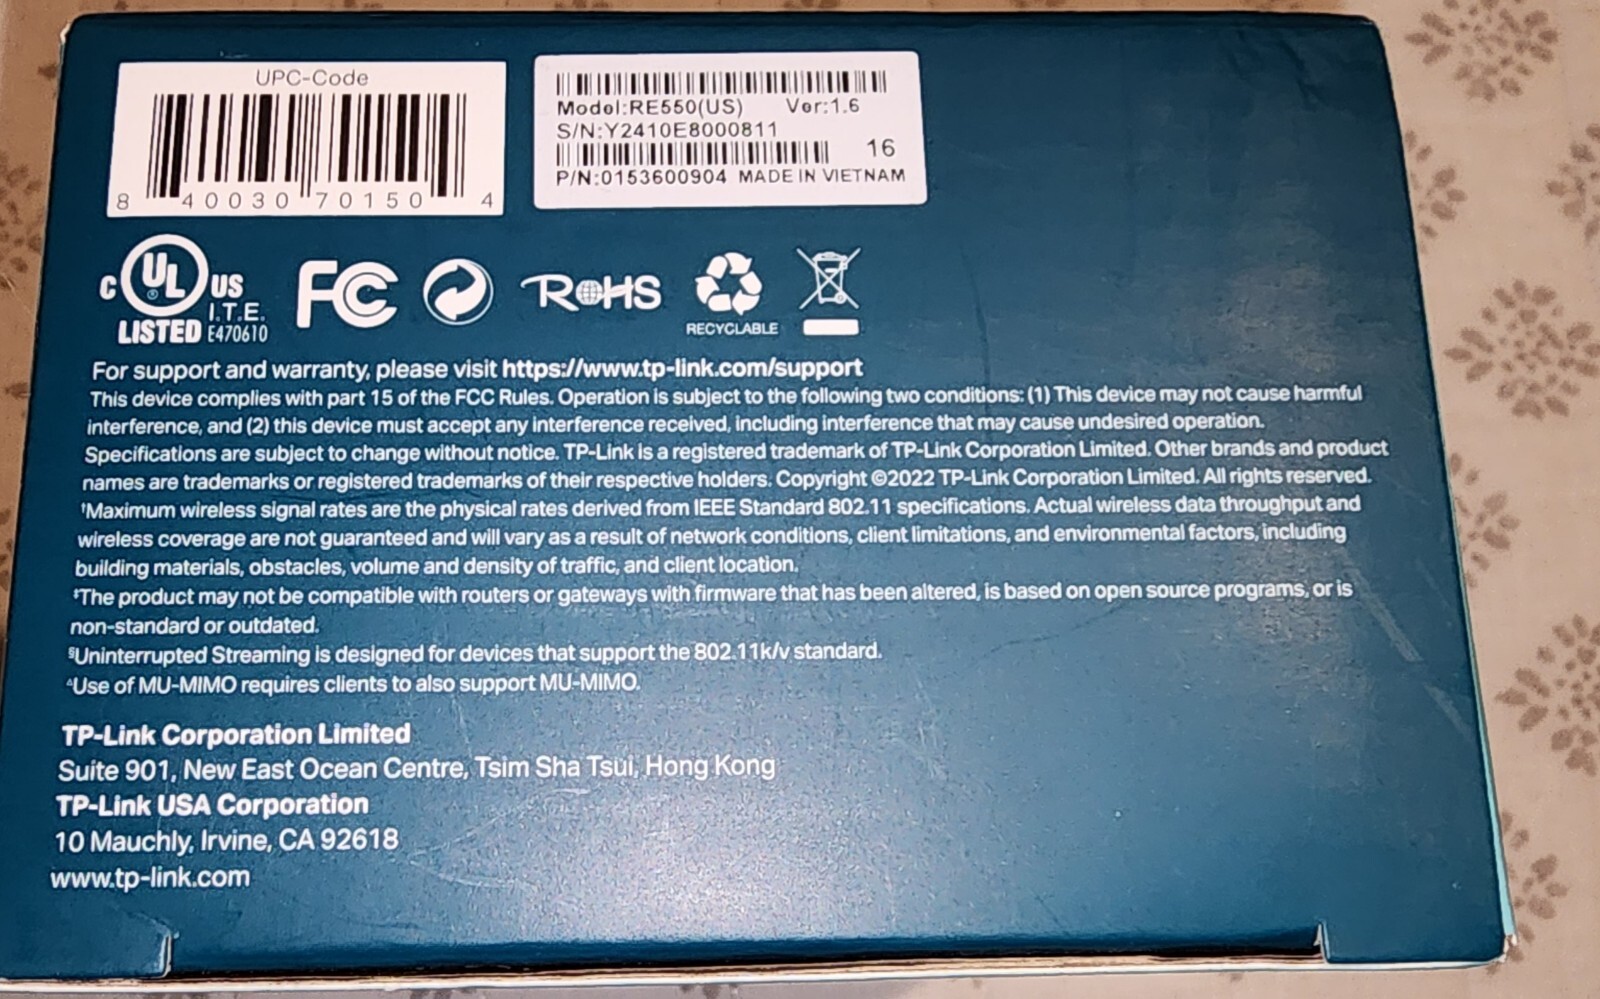 UPC-Code
8 40030 70150 4
Model:RE550(US) Ver:1.6
S/N:Y2410E8000811
16
P/N:0153600904 MADE IN VIETNAM
C UL US
I.T.E.
LISTED E470610
FC
RoHS
RECYCLABLE
For support and warranty, please visit https://www.tp-link.com/support
This device complies with part 15 of the FCC Rules. Operation is subject to the following two conditions: (1) This device may not cause harmful
interference, and (2) this device must accept any interference received, including interference that may cause undesired operation.
Specifications are subject to change without notice. TP-Link is a registered trademark of TP-Link Corporation Limited. Other brands and product
names are trademarks or registered trademarks of their respective holders. Copyright ©2022 TP-Link Corporation Limited. All rights reserved.
†Maximum wireless signal rates are the physical rates derived from IEEE Standard 802.11 specifications. Actual wireless data throughput and
wireless coverage are not guaranteed and will vary as a result of network conditions, client limitations, and environmental factors, including
building materials, obstacles, volume and density of traffic, and client location.
‡The product may not be compatible with routers or gateways with firmware that has been altered, is based on open source programs, or is
non-standard or outdated.
§Uninterrupted Streaming is designed for devices that support the 802.11k/v standard.
△Use of MU-MIMO requires clients to also support MU-MIMO.
TP-Link Corporation Limited
Suite 901, New East Ocean Centre, Tsim Sha Tsui, Hong Kong
TP-Link USA Corporation
10 Mauchly, Irvine, CA 92618
www.tp-link.com